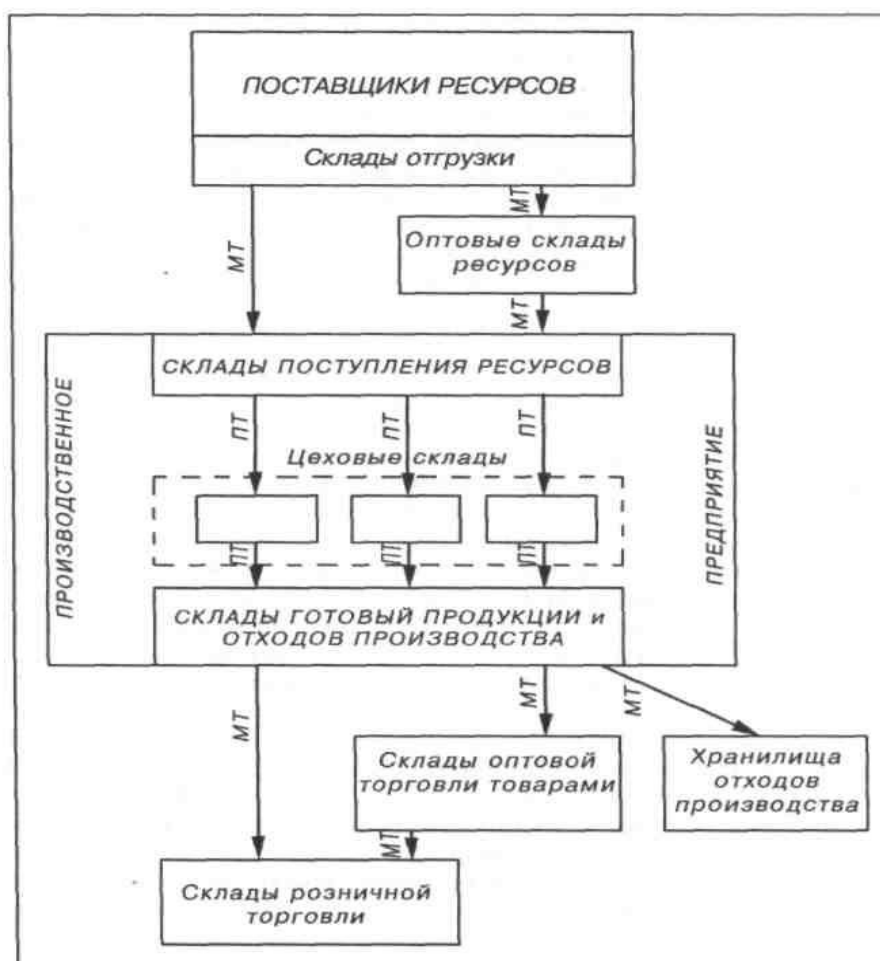 ПОСТАВЩИКИ РЕСУРСОВ
Склады отгрузки
МТ
МТ
Оптовые склады
ресурсов
МТ
ПРОИЗВОДСТВЕННОЕ
СКЛАДЫ ПОСТУПЛЕНИЯ РЕСУРСОВ
ПРЕДПРИЯТИЕ
ПТ
ПТ
ПТ
Цеховые склады
ПТ
ПТ
ПТ
СКЛАДЫ ГОТОВЫЙ ПРОДУКЦИИ и
ОТХОДОВ ПРОИЗВОДСТВА
МТ
МТ
МТ
Склады оптовой
торговли товарами
Хранилища
отходов
производства
МТ
Склады розничной
торговли